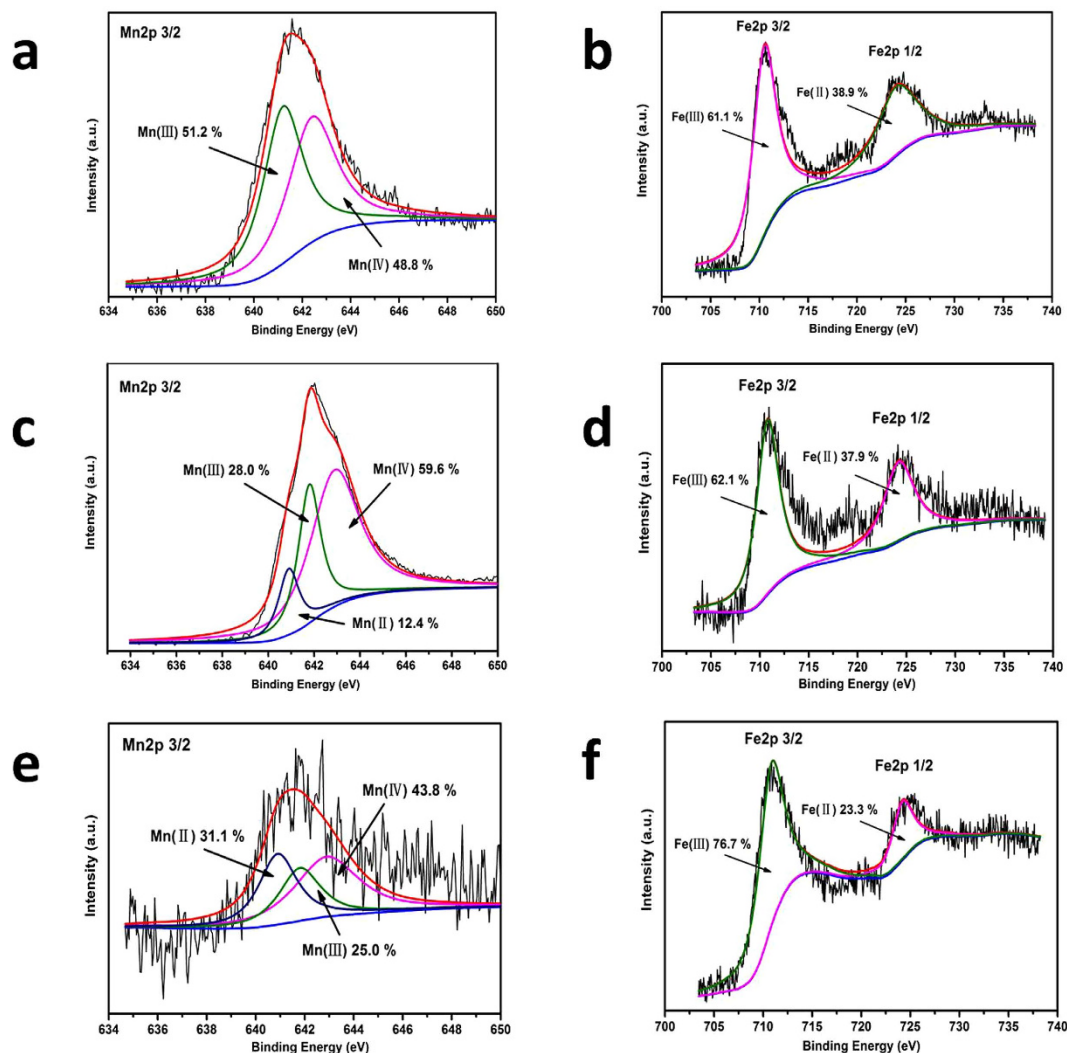 a
Mn2p 3/2
Mn(III) 51.2 %
Mn(IV) 48.8 %
Intensity (a.u.)
634 636 638 640 642 644 646 648 650
Binding Energy (eV)
b
Fe2p 3/2
Fe2p 1/2
Fe(II) 38.9 %
Fe(III) 61.1 %
Intensity (a.u.)
700 705 710 715 720 725 730 735 740
Binding Energy (eV)
c
Mn2p 3/2
Mn(III) 28.0 %
Mn(IV) 59.6 %
Mn(II) 12.4 %
Intensity (a.u.)
634 636 638 640 642 644 646 648 650
Binding Energy (eV)
d
Fe2p 3/2
Fe2p 1/2
Fe(II) 37.9 %
Fe(III) 62.1 %
Intensity (a.u.)
700 705 710 715 720 725 730 735 740
Binding Energy (eV)
e
Mn2p 3/2
Mn(IV) 43.8 %
Mn(II) 31.1 %
Mn(III) 25.0 %
Intensity (a.u.)
634 636 638 640 642 644 646 648 650
Binding Energy (eV)
f
Fe2p 3/2
Fe2p 1/2
Fe(II) 23.3 %
Fe(III) 76.7 %
Intensity (a.u.)
700 705 710 715 720 725 730 735 740
Binding Energy (eV)